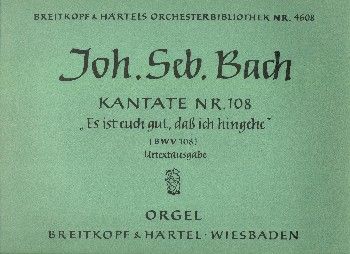 BREITKOPF & HÄRTELS ORCHESTERBIBLIOTHEK NR. 4608
Joh. Seb. Bach
KANTATE NR. 108
„Es ist euch gut, daß ich hingehe"
(BWV 108)
Urtextausgabe
ORGEL
BREITKOPF & HÄRTEL · WIESBADEN